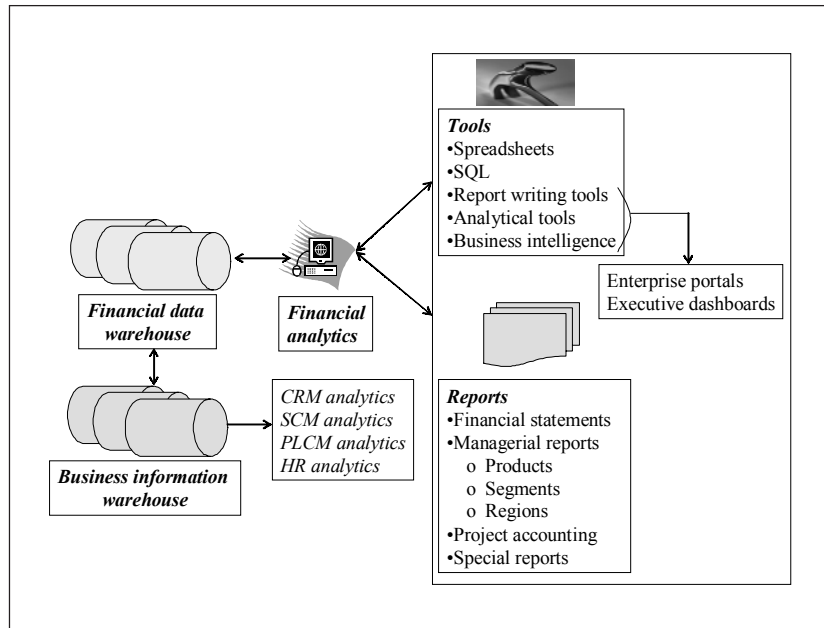 Tools
•Spreadsheets
•SQL
•Report writing tools
•Analytical tools
•Business intelligence
Enterprise portals
Executive dashboards
Financial data
warehouse
Financial
analytics
CRM analytics
SCM analytics
PLCM analytics
HR analytics
Business information
warehouse
Reports
•Financial statements
•Managerial reports
o Products
o Segments
o Regions
•Project accounting
•Special reports